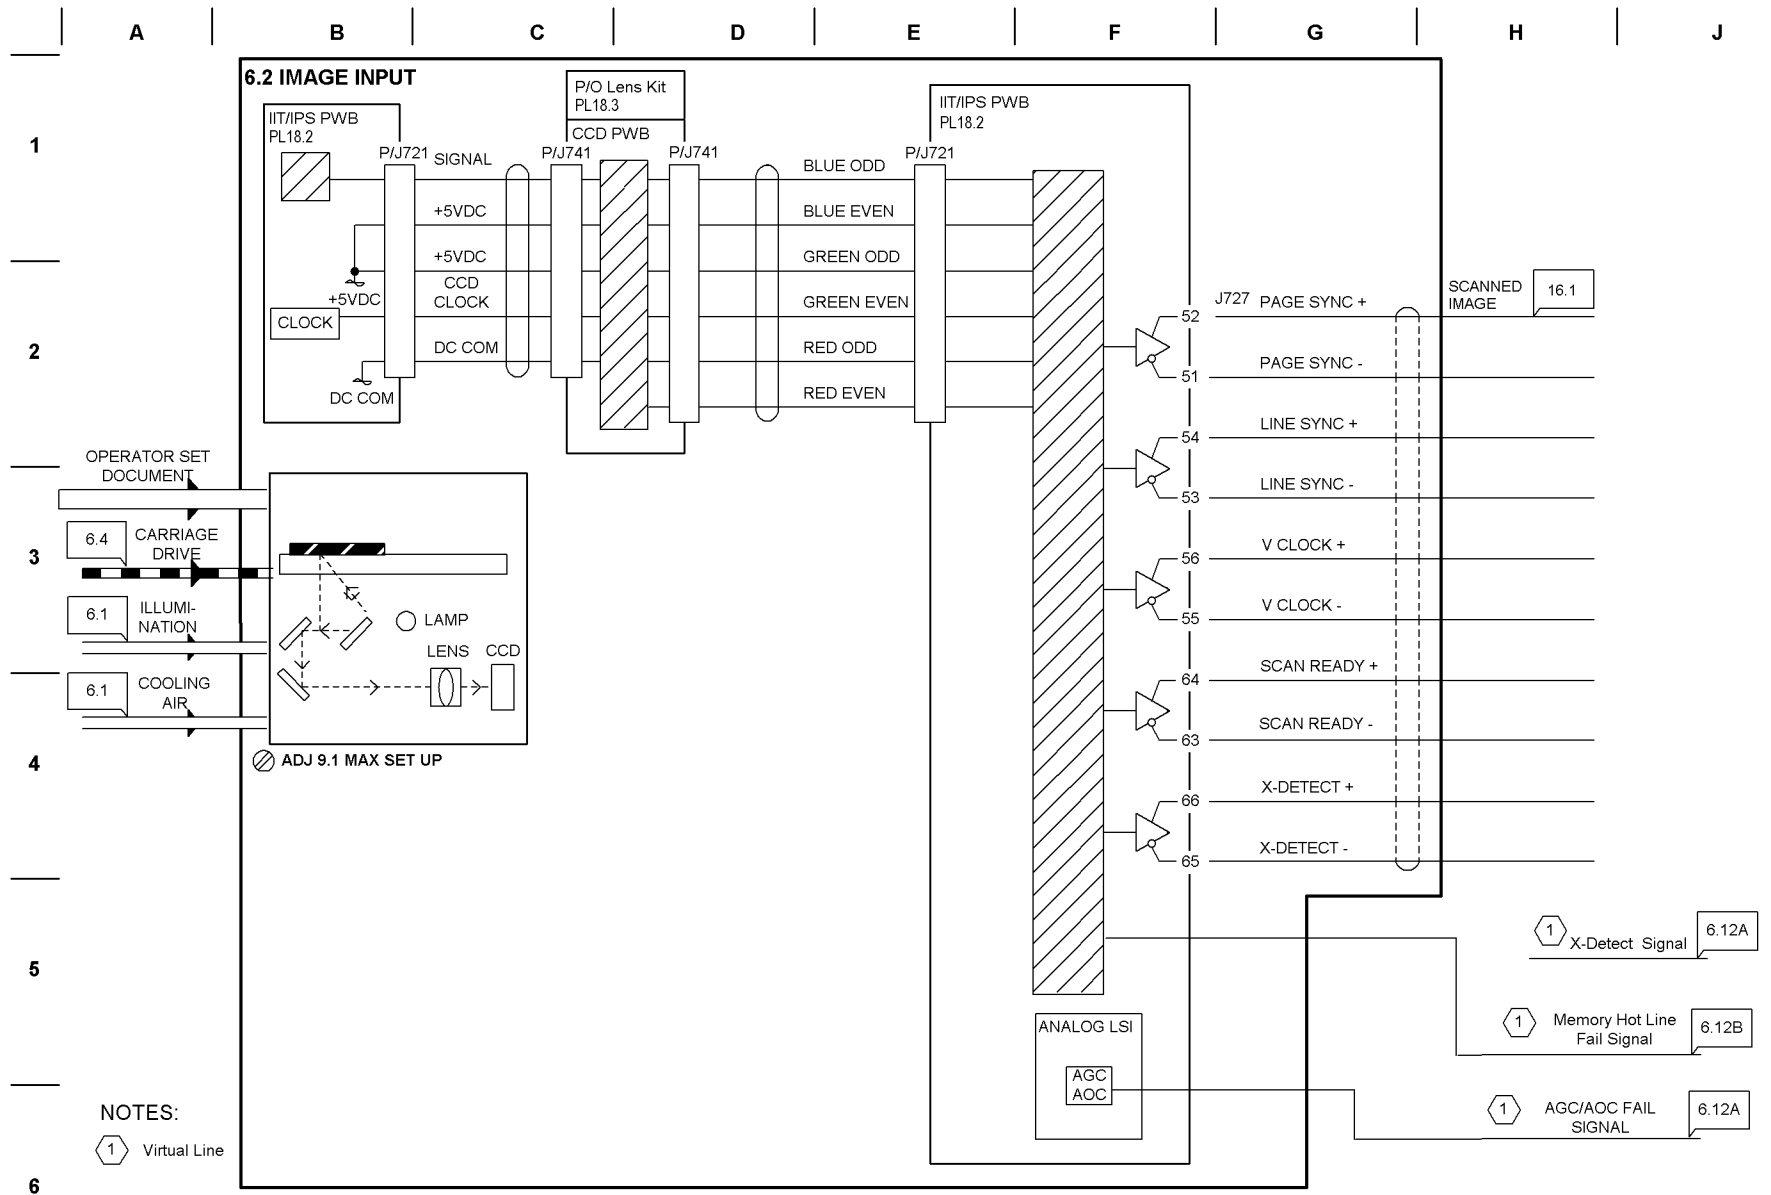 A B C D E F G H J
1
2
3
4
5
6
6.2 IMAGE INPUT
IIT/IPS PWB
PL18.2
P/J721
SIGNAL
+5VDC
+5VDC
CCD
CLOCK
DC COM
+5VDC
CLOCK
DC COM
P/O Lens Kit
PL18.3
CCD PWB
P/J741
P/J741
BLUE ODD
BLUE EVEN
GREEN ODD
GREEN EVEN
RED ODD
RED EVEN
P/J721
IIT/IPS PWB
PL18.2
J727
52 PAGE SYNC +
51 PAGE SYNC -
54 LINE SYNC +
53 LINE SYNC -
56 V CLOCK +
55 V CLOCK -
64 SCAN READY +
63 SCAN READY -
66 X-DETECT +
65 X-DETECT -
SCANNED
IMAGE
16.1
OPERATOR SET
DOCUMENT
6.4
CARRIAGE
DRIVE
6.1
ILLUMI-
NATION
6.1
COOLING
AIR
LAMP
LENS
CCD
ADJ 9.1 MAX SET UP
1
X-Detect Signal
6.12A
1
Memory Hot Line
Fail Signal
6.12B
ANALOG LSI
AGC
AOC
1
AGC/AOC FAIL
SIGNAL
6.12A
NOTES:
1 Virtual Line